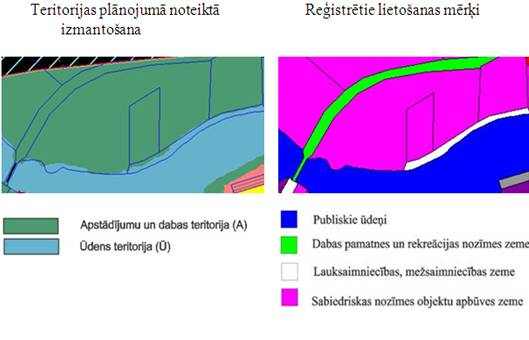 Teritorijas plānojumā noteiktā
izmantošana
Reģistrētie lietošanas mērķi
Apstādījumu un dabas teritorija (A)
Ūdens teritorija (Ū)
Publiskie ūdeņi
Dabas pamatnes un rekreācijas nozīmes zeme
Lauksaimniecības, mežsaimniecības zeme
Sabiedriskas nozīmes objektu apbūves zeme